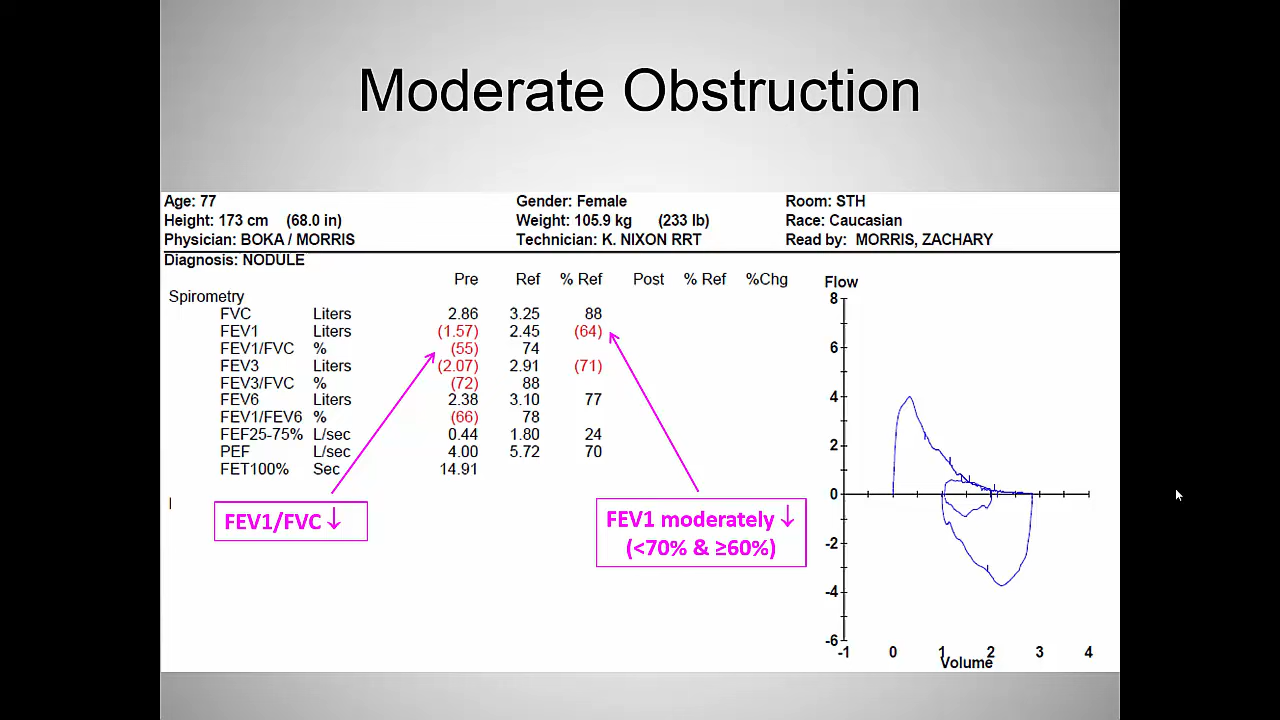 Moderate Obstruction
Age: 77 Gender: Female Room: STH
Height: 173 cm (68.0 in) Weight: 105.9 kg (233 lb) Race: Caucasian
Physician: BOKA / MORRIS Technician: K. NIXON RRT Read by: MORRIS, ZACHARY
Diagnosis: NODULE
Pre Ref % Ref Post % Ref %Chg
Spirometry
FVC Liters 2.86 3.25 88
FEV1 Liters (1.57) 2.45 (64)
FEV1/FVC % (55) 74
FEV3 Liters (2.07) 2.91 (71)
FEV3/FVC % (72) 88
FEV6 Liters 2.38 3.10 77
FEV1/FEV6 % (66) 78
FEF25-75% L/sec 0.44 1.80 24
PEF L/sec 4.00 5.72 70
FET100% Sec 14.91
FEV1/FVC ↓
FEV1 moderately ↓
(<70% & ≥60%)
Flow
8
6
4
2
0
-2
-4
-6
-1 0 1 2 3 4
Volume